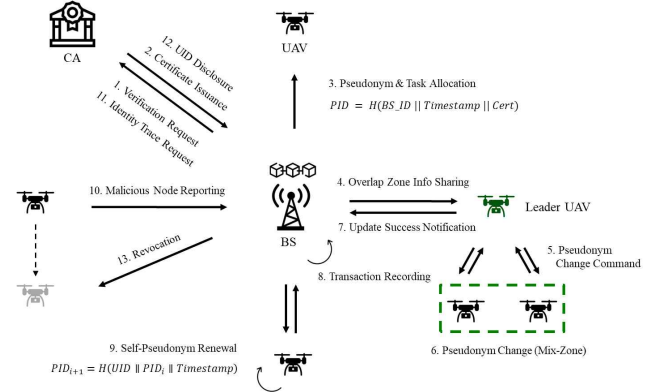 CA
12. UID Disclosure
2. Certificate Issuance
1. Verification Request
11. Identity Trace Request
UAV
3. Pseudonym & Task Allocation
PID = H(BS_ID || Timestamp || Cert)
10. Malicious Node Reporting
BS
4. Overlap Zone Info Sharing
7. Update Success Notification
Leader UAV
13. Revocation
8. Transaction Recording
5. Pseudonym
Change Command
6. Pseudonym Change (Mix-Zone)
9. Self-Pseudonym Renewal
PIDᵢ₊₁ = H(UID ∥ PIDᵢ ∥ Timestamp)